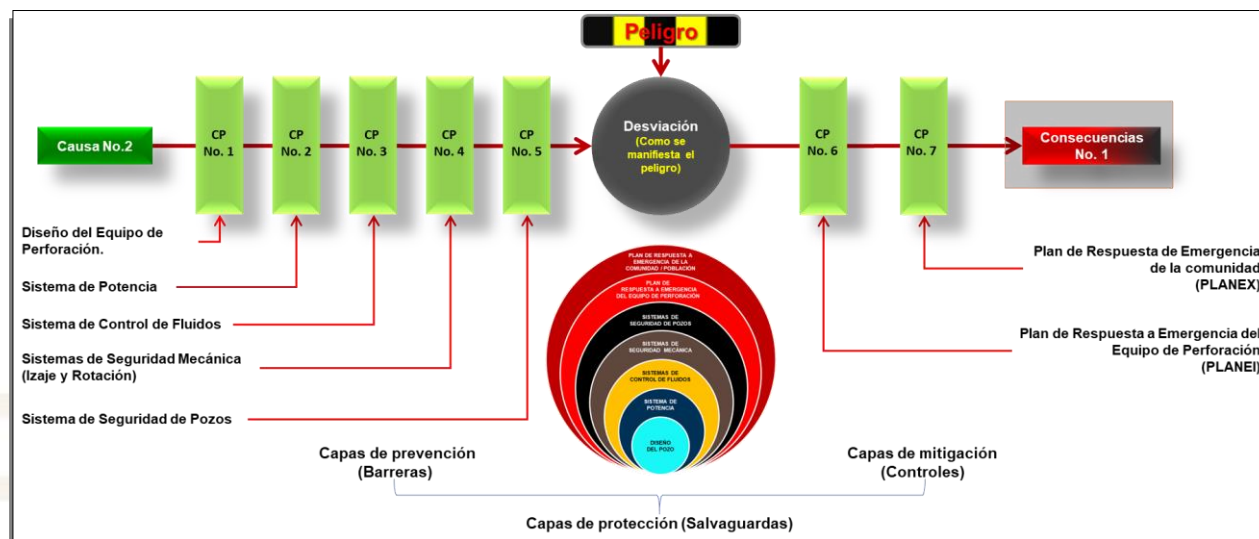 Peligro
Causa No.2
CP
No. 1
CP
No. 2
CP
No. 3
CP
No. 4
CP
No. 5
Desviación
(Como se
manifiesta el
peligro)
CP
No. 6
CP
No. 7
Consecuencias
No. 1
Diseño del Equipo de
Perforación.
Sistema de Potencia
Sistema de Control de Fluidos
Sistemas de Seguridad Mecánica
(Izaje y Rotación)
Sistema de Seguridad de Pozos
PLAN DE RESPUESTA A
EMERGENCIA DE LA
COMUNIDAD / POBLACIÓN
PLAN DE
RESPUESTA A EMERGENCIA
DEL EQUIPO DE PERFORACIÓN
SISTEMAS DE
SEGURIDAD DE POZOS
SISTEMAS DE
SEGURIDAD MECÁNICA
SISTEMAS DE
CONTROL DE FLUIDOS
SISTEMA DE
POTENCIA
DISEÑO
DEL POZO
Plan de Respuesta de Emergencia
de la comunidad
(PLANEX)
Plan de Respuesta a Emergencia del
Equipo de Perforación
(PLANEI)
Capas de prevención
(Barreras)
Capas de mitigación
(Controles)
Capas de protección (Salvaguardas)